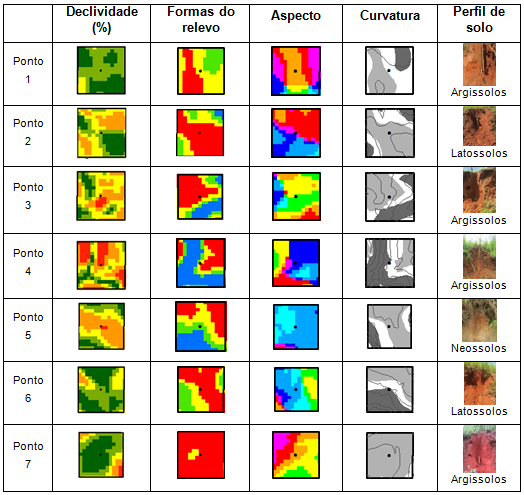 Declividade (%)
Formas do relevo
Aspecto
Curvatura
Perfil de solo
Ponto 1
Argissolos
Ponto 2
Latossolos
Ponto 3
Argissolos
Ponto 4
Argissolos
Ponto 5
Neossolos
Ponto 6
Latossolos
Ponto 7
Argissolos